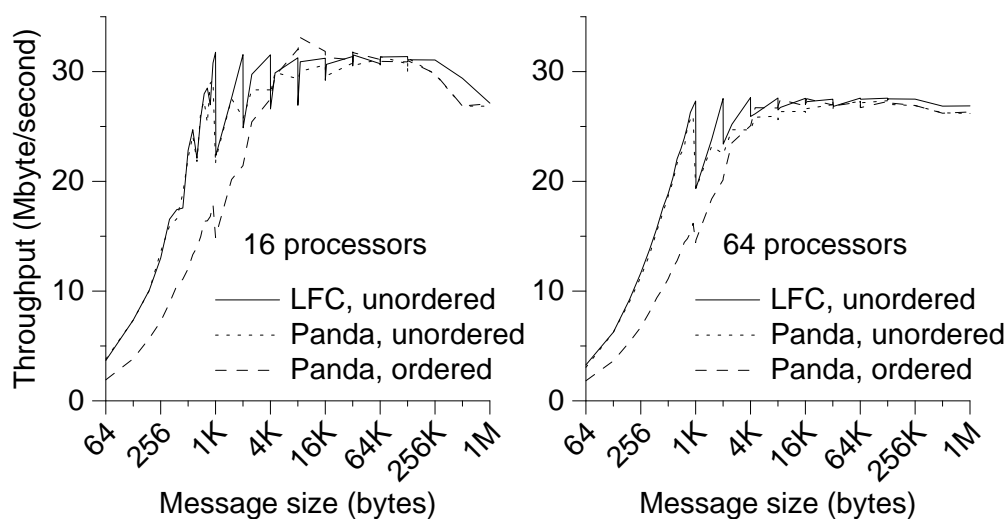 Throughput (Mbyte/second)
30
20
10
0
16 processors
LFC, unordered
Panda, unordered
Panda, ordered
64
256
1K
4K
16K
64K
256K
1M
Message size (bytes)
30
20
10
0
64 processors
LFC, unordered
Panda, unordered
Panda, ordered
64
256
1K
4K
16K
64K
256K
1M
Message size (bytes)